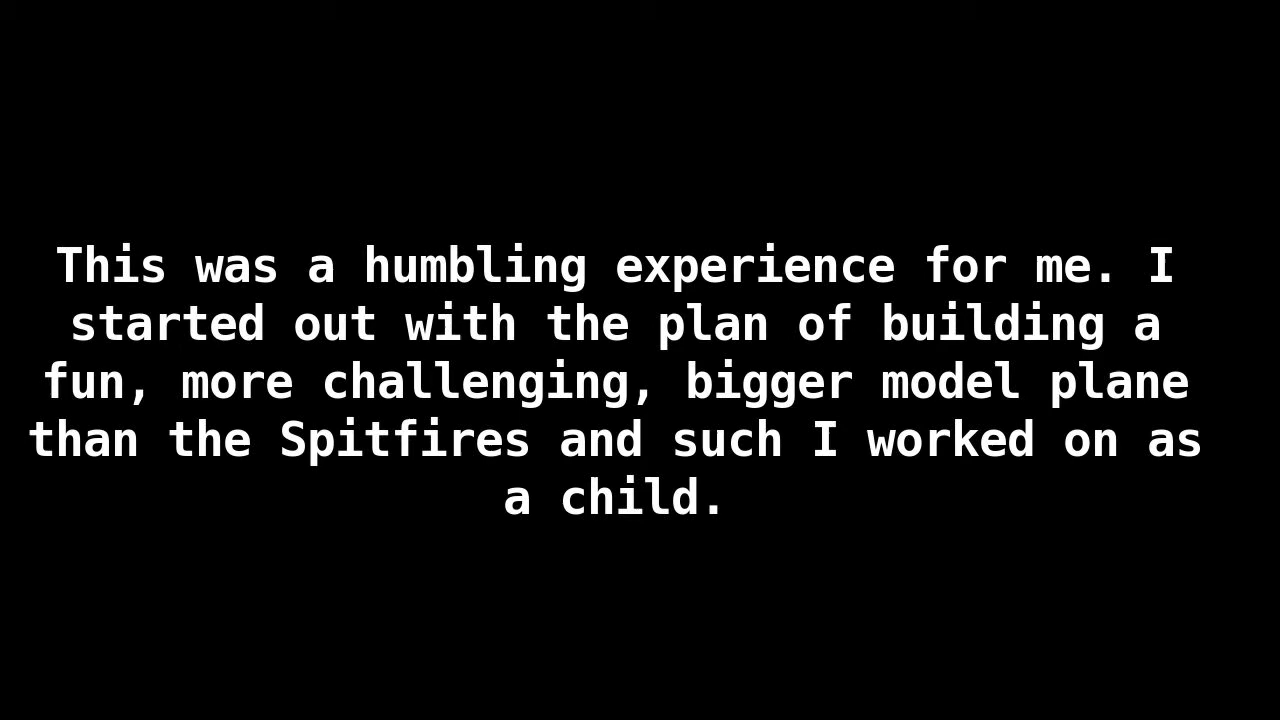 This was a humbling experience for me. I
started out with the plan of building a
fun, more challenging, bigger model plane
than the Spitfires and such I worked on as
a child.